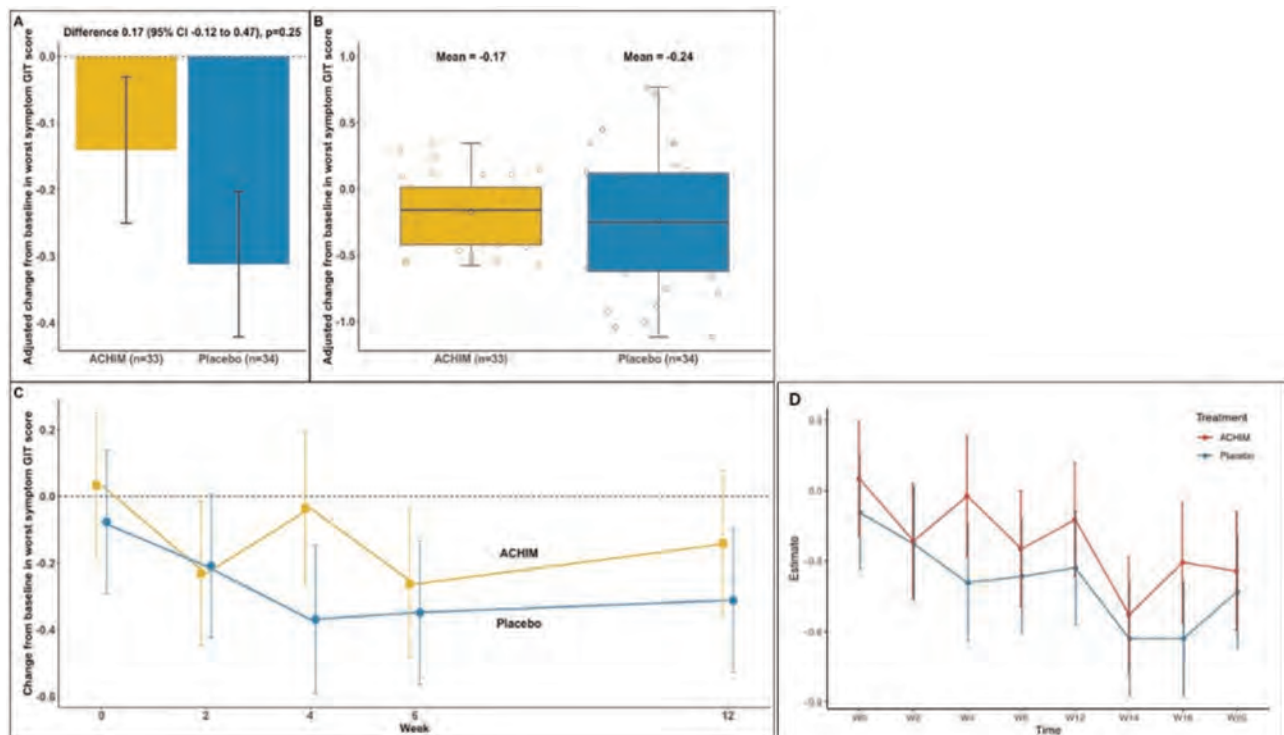 A
Difference 0.17 (95% CI -0.12 to 0.47), p=0.25
Adjusted change from baseline in worst symptom GIT score
0.0
-0.1
-0.2
-0.3
-0.4
ACHIM (n=33)
Placebo (n=34)
B
Adjusted change from baseline in worst symptom GIT score
1.0
0.5
0.0
-0.5
-1.0
Mean = -0.17
Mean = -0.24
ACHIM (n=33)
Placebo (n=34)
C
Change from baseline in worst symptom GIT score
0.2
0.0
-0.2
-0.4
ACHIM
Placebo
0
2
4
12
Week
D
Treatment
ACHIM
Placebo
Estimate
0.0
W2
W4
W12
Time